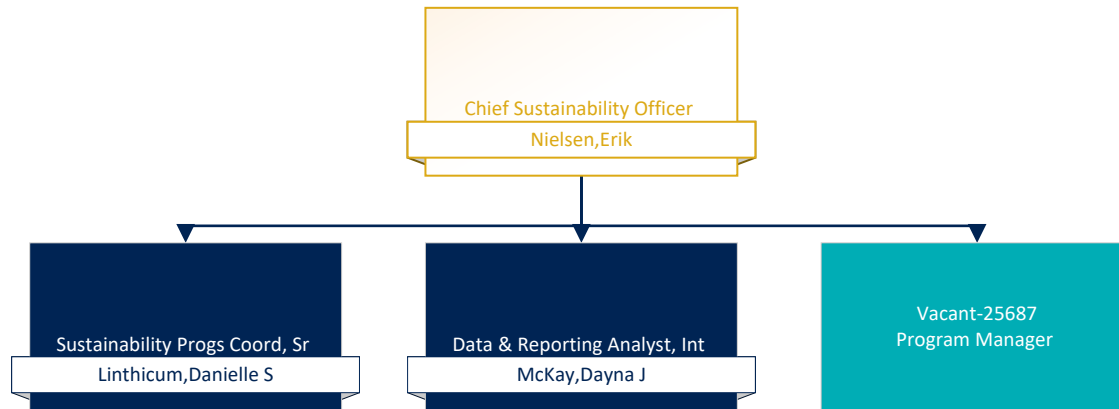 Chief Sustainability Officer
Nielsen,Erik
Sustainability Progs Coord, Sr
Linthicum,Danielle S
Data & Reporting Analyst, Int
McKay,Dayna J
Vacant-25687
Program Manager